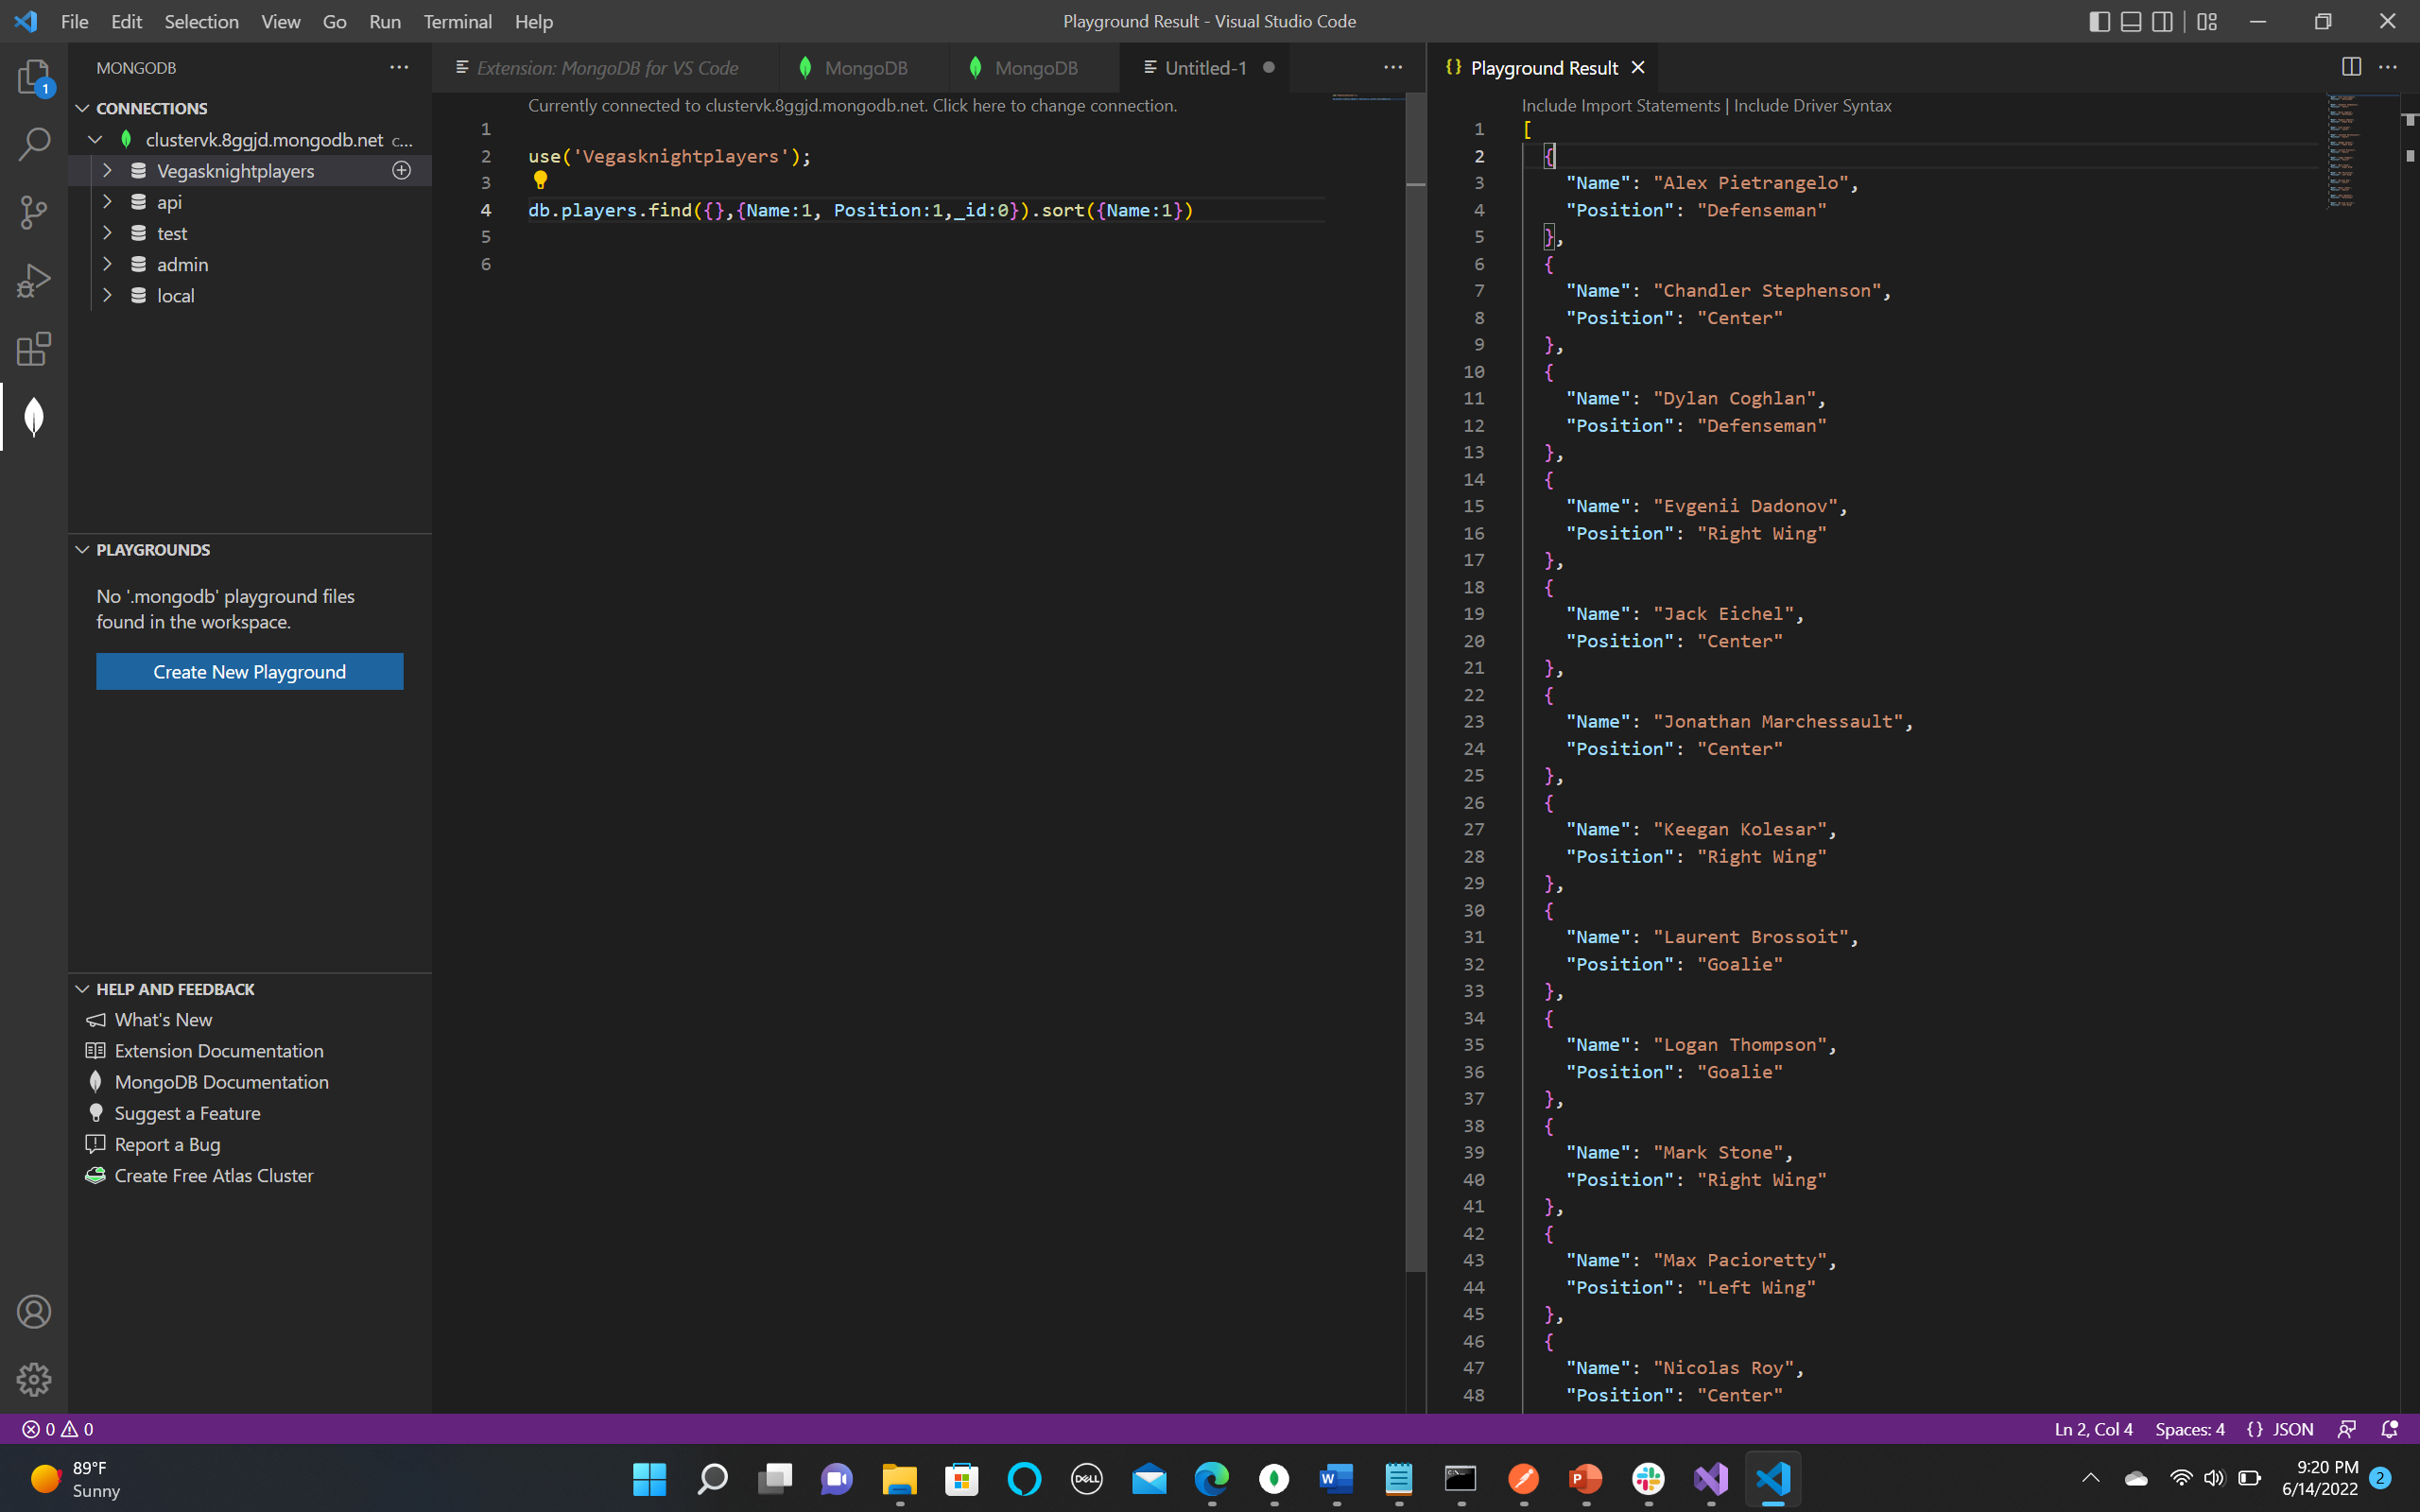 File Edit Selection View Go Run Terminal Help
Playground Result - Visual Studio Code
MONGODB
CONNECTIONS
clustervk.8ggjd.mongodb.net c...
Vegasknightplayers
api
test
admin
local
PLAYGROUNDS
No '.mongodb' playground files
found in the workspace.
Create New Playground
HELP AND FEEDBACK
What's New
Extension Documentation
MongoDB Documentation
Suggest a Feature
Report a Bug
Create Free Atlas Cluster
1
Extension: MongoDB for VS Code MongoDB MongoDB Untitled-1
Currently connected to clustervk.8ggjd.mongodb.net. Click here to change connection.
1
2 use('Vegasknightplayers');
3
4 db.players.find({},{Name:1, Position:1,_id:0}).sort({Name:1})
5
6
{} Playground Result
Include Import Statements | Include Driver Syntax
1 [
2 {
3 "Name": "Alex Pietrangelo",
4 "Position": "Defenseman"
5 },
6 {
7 "Name": "Chandler Stephenson",
8 "Position": "Center"
9 },
10 {
11 "Name": "Dylan Coghlan",
12 "Position": "Defenseman"
13 },
14 {
15 "Name": "Evgenii Dadonov",
16 "Position": "Right Wing"
17 },
18 {
19 "Name": "Jack Eichel",
20 "Position": "Center"
21 },
22 {
23 "Name": "Jonathan Marchessault",
24 "Position": "Center"
25 },
26 {
27 "Name": "Keegan Kolesar",
28 "Position": "Right Wing"
29 },
30 {
31 "Name": "Laurent Brossoit",
32 "Position": "Goalie"
33 },
34 {
35 "Name": "Logan Thompson",
36 "Position": "Goalie"
37 },
38 {
39 "Name": "Mark Stone",
40 "Position": "Right Wing"
41 },
42 {
43 "Name": "Max Pacioretty",
44 "Position": "Left Wing"
45 },
46 {
47 "Name": "Nicolas Roy",
48 "Position": "Center"
0 0
Ln 2, Col 4 Spaces: 4 {} JSON
89°F
Sunny
DELL
W
P
9:20 PM
6/14/2022
2